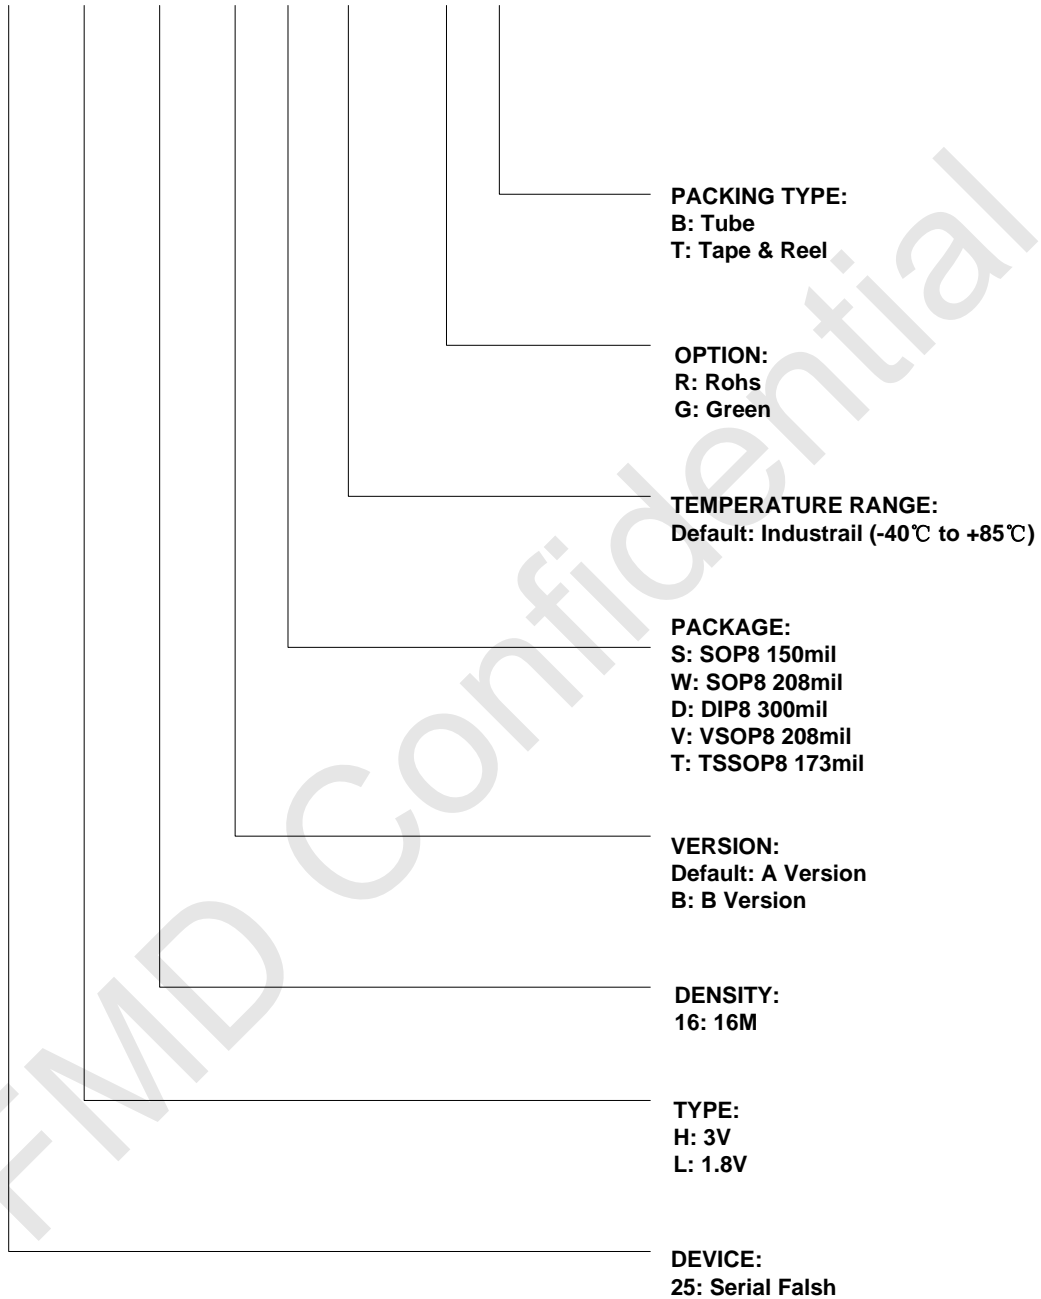 PACKING TYPE:
B: Tube
T: Tape & Reel
OPTION:
R: Rohs
G: Green
TEMPERATURE RANGE:
Default: Industrail (-40℃ to +85℃)
PACKAGE:
S: SOP8 150mil
W: SOP8 208mil
D: DIP8 300mil
V: VSOP8 208mil
T: TSSOP8 173mil
VERSION:
Default: A Version
B: B Version
DENSITY:
16: 16M
TYPE:
H: 3V
L: 1.8V
DEVICE:
25: Serial Falsh
FMD Confidential